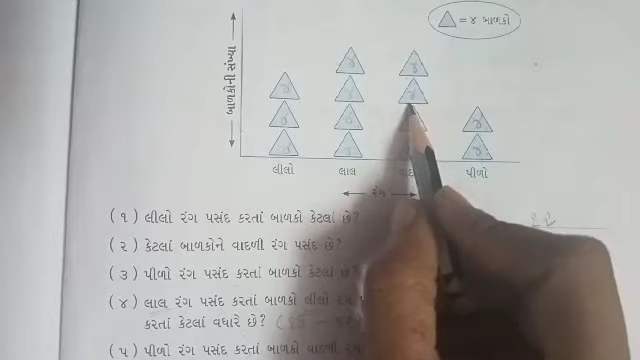 = ૪ બાળકો
બાળકોની સંખ્યા
લીલો લાલ પીળો
રંગ
(૧) લીલો રંગ પસંદ કરતાં બાળકો કેટલાં છે?
(૨) કેટલાં બાળકોને વાદળી રંગ પસંદ છે?
(૩) પીળો રંગ પસંદ કરતાં બાળકો કેટલાં છે?
(૪) લાલ રંગ પસંદ કરતાં બાળકો લીલો રંગ
કરતાં કેટલાં વધારે છે?
(૫) પીળો રંગ પસંદ કરતાં બાળકો વાદળી રંગ